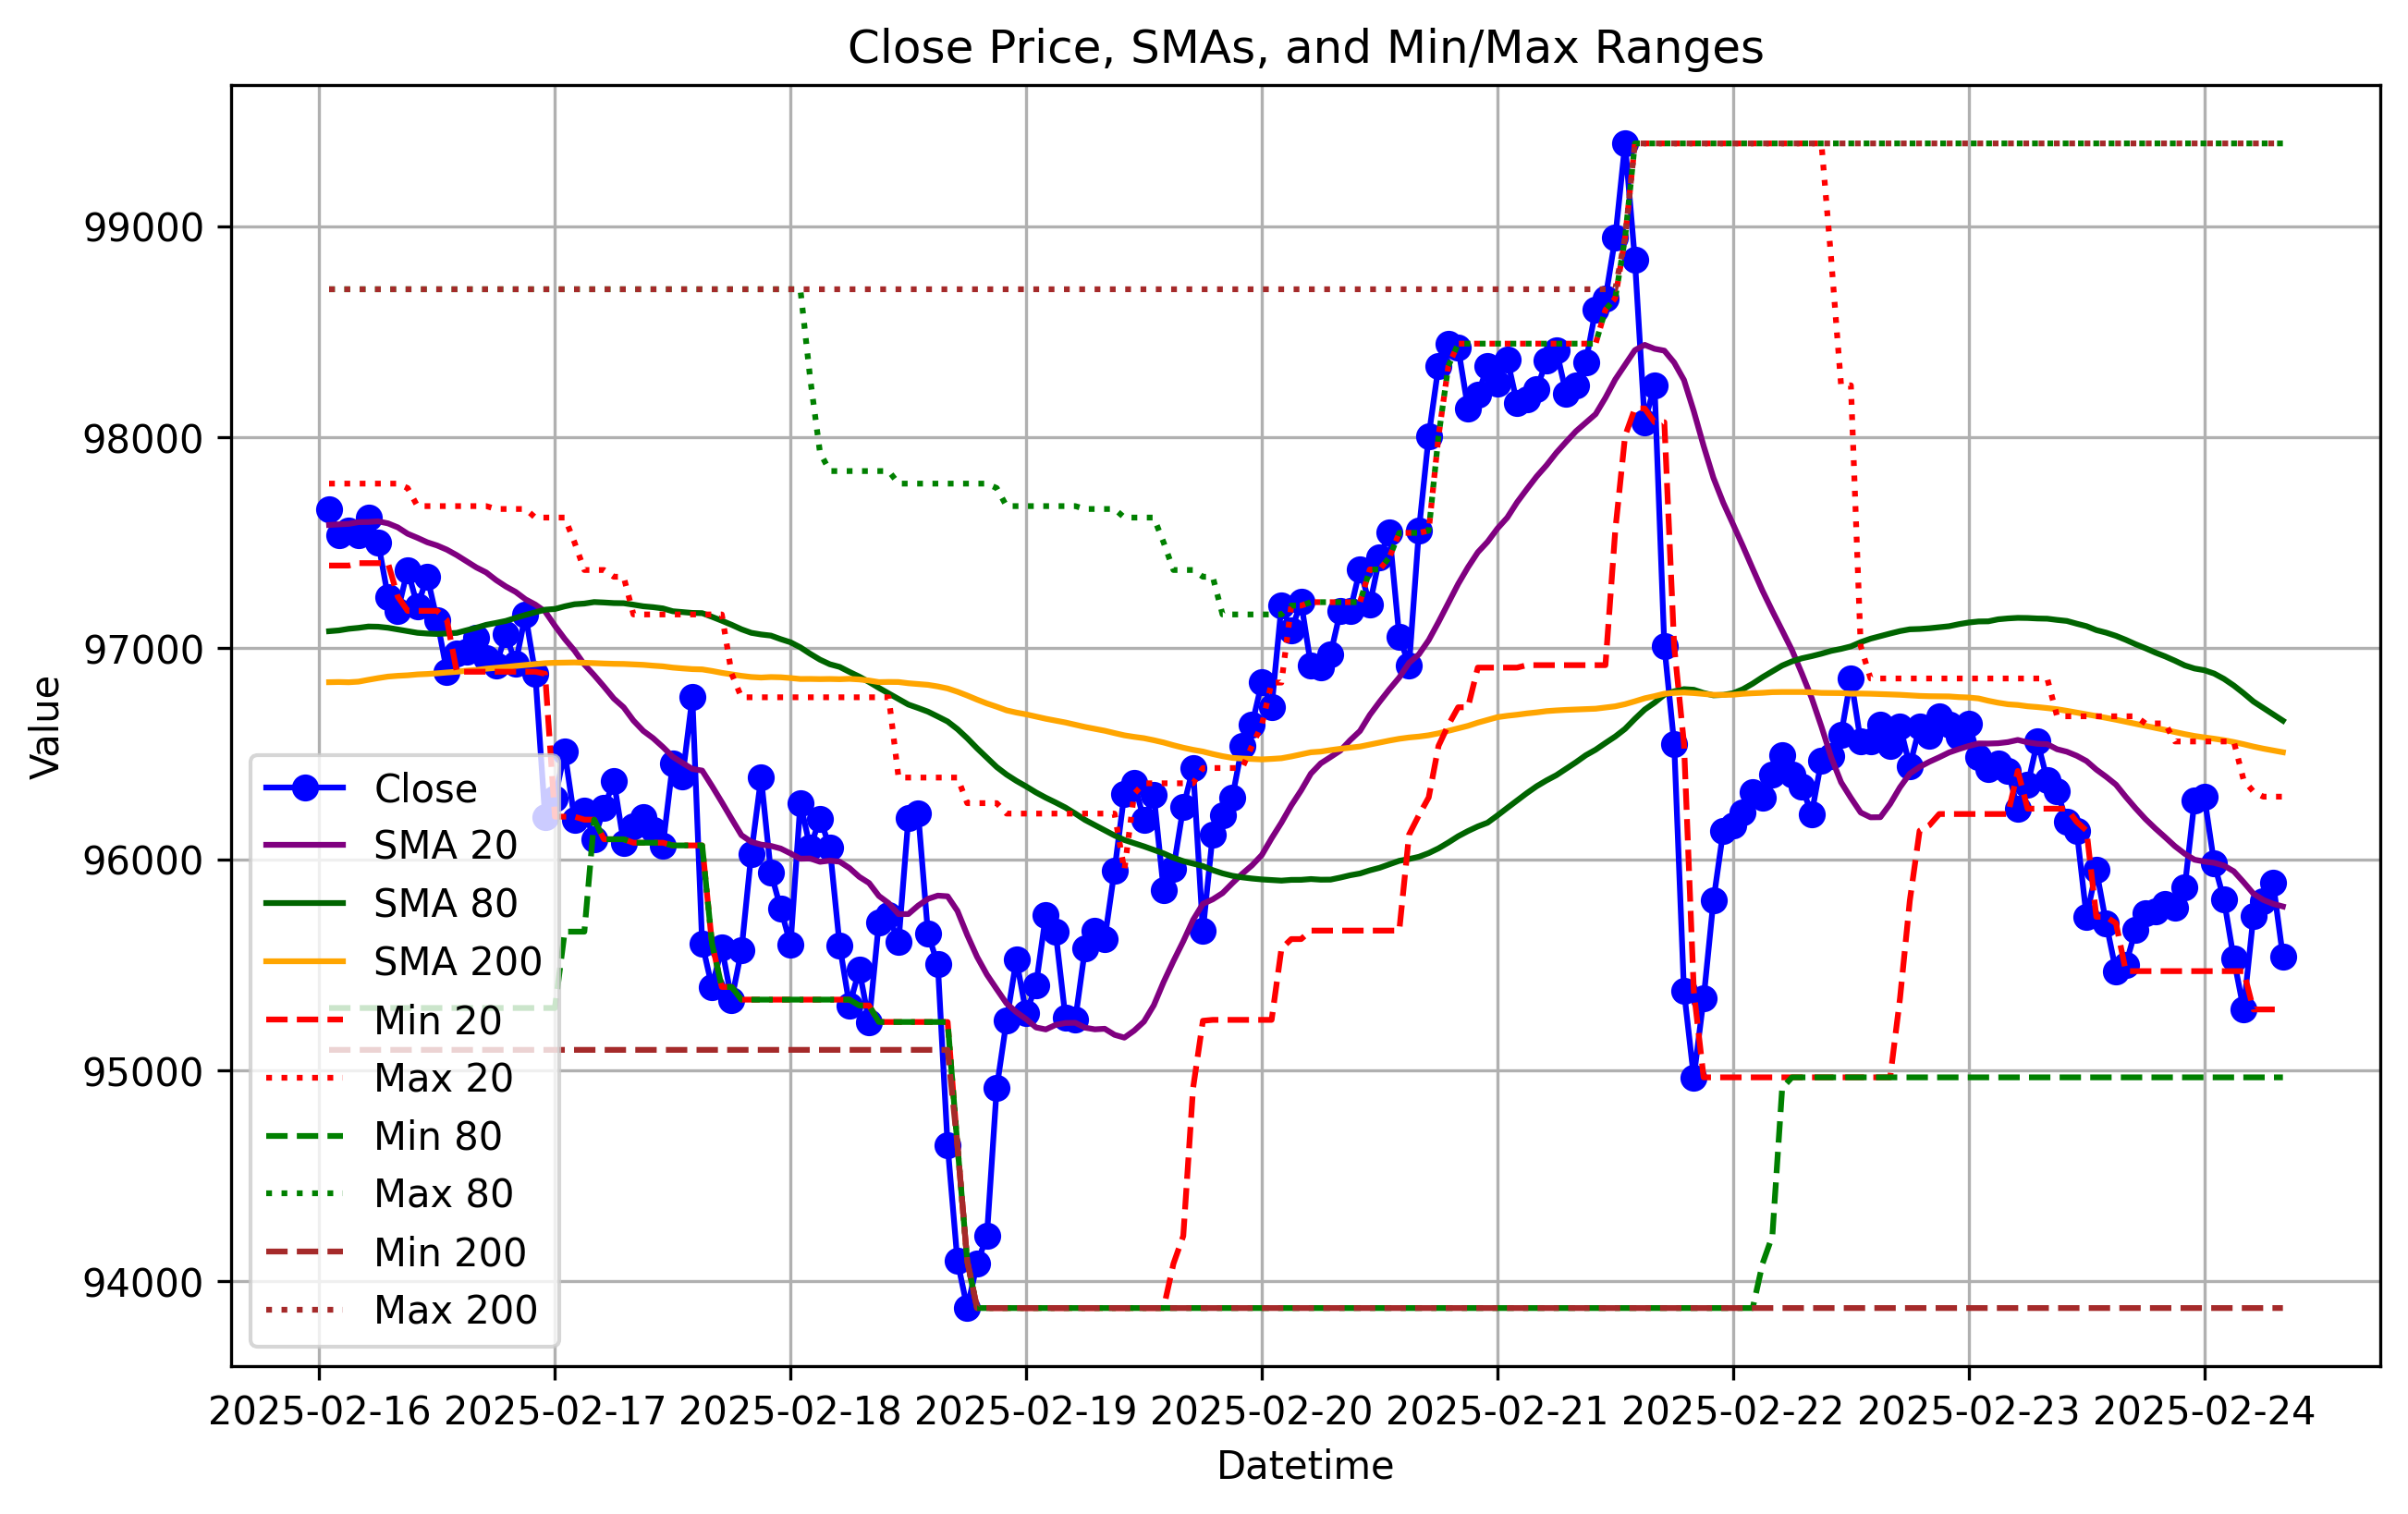 Close Price, SMAs, and Min/Max Ranges
Value
99000
98000
97000
96000
95000
94000
Close
SMA 20
SMA 80
SMA 200
Min 20
Max 20
Min 80
Max 80
Min 200
Max 200
2025-02-16 2025-02-17 2025-02-18 2025-02-19 2025-02-20 2025-02-21 2025-02-22 2025-02-23 2025-02-24
Datetime